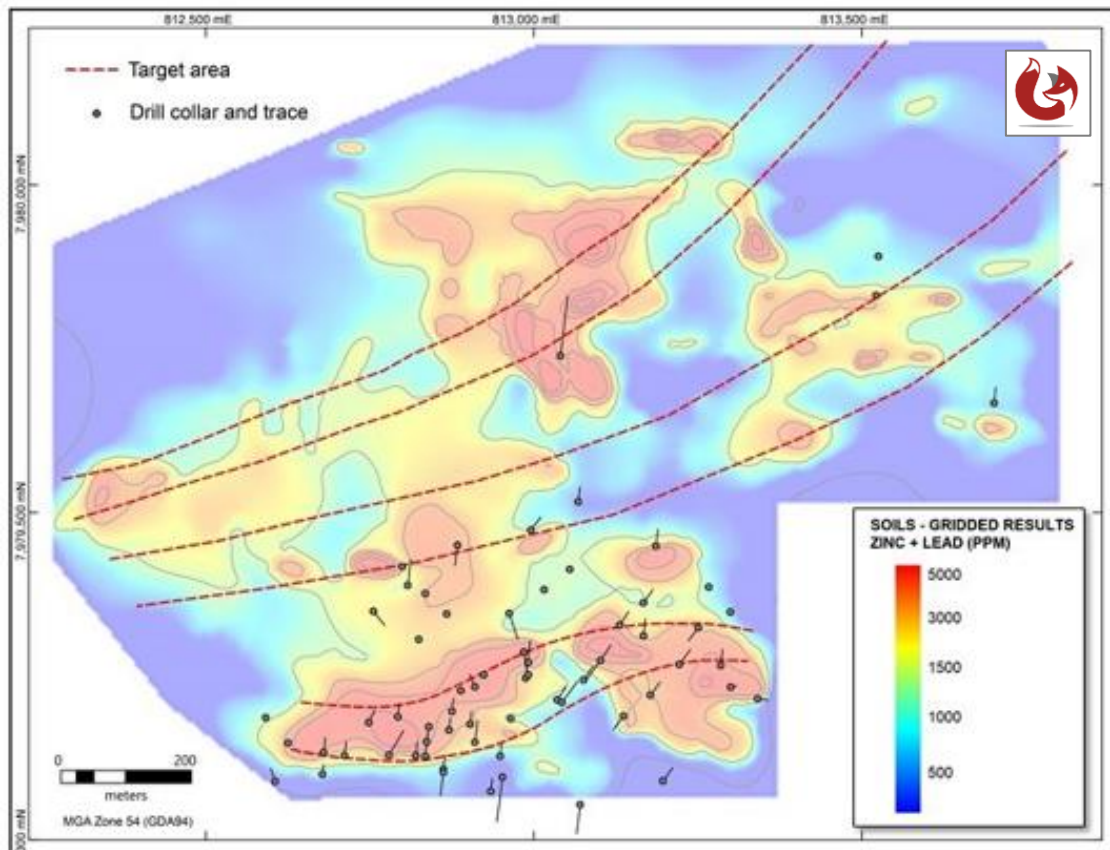 812,500 mE
813,000 mE
813,500 mE
Target area
Drill collar and trace
7,980,000 mN
7,979,500 mN
SOILS - GRIDDED RESULTS
ZINC + LEAD (PPM)
5000
3000
1500
1000
500
0
200
meters
MGA Zone 54 (GDA94)